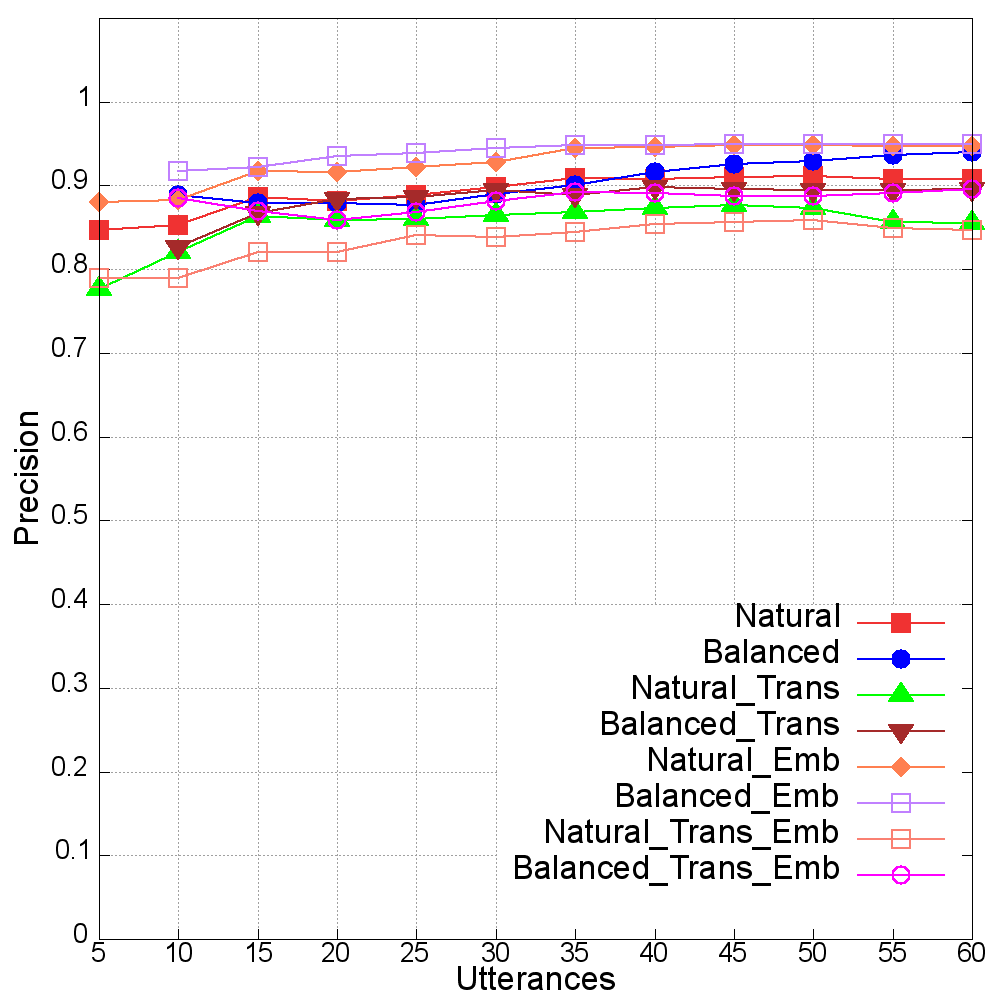 1
0.9
0.8
0.7
0.6
0.5
0.4
0.3
0.2
0.1
0
Precision
Natural
Balanced
Natural_Trans
Balanced_Trans
Natural_Emb
Balanced_Emb
Natural_Trans_Emb
Balanced_Trans_Emb
5 10 15 20 25 30 35 40 45 50 55 60
Utterances